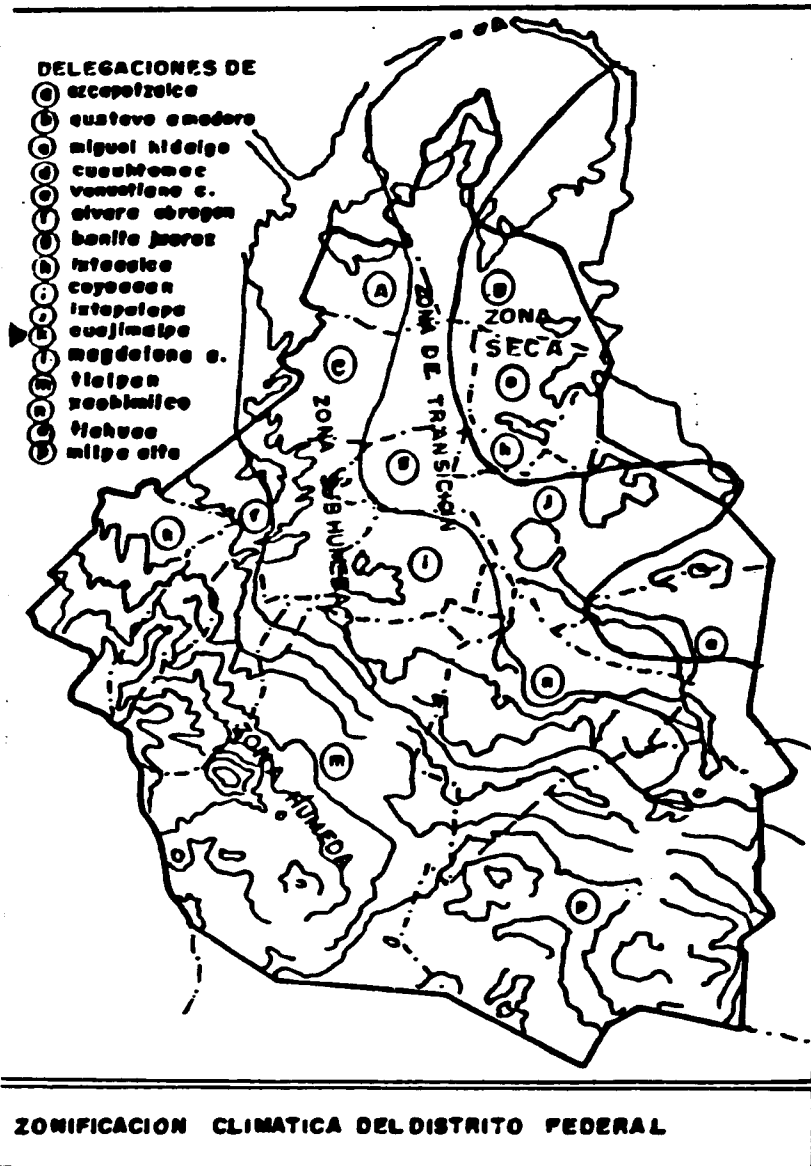 DELEGACIONES DE
a azcapotzalco
b gustavo a madero
c miguel hidalgo
d cuauhtemoc
e venustiano c.
f alvaro obregon
g benito juarez
h iztacalco
i coyoacan
j iztapalapa
k cuajimalpa
l magdalena c.
m tlalpan
n xochimilco
o tlahuac
p milpa alta
A
B
ZONA
SECA
ZONA DE TRANSICION
C
e
ZONA SUBHUMEDA
g
h
j
f
k
i
o
n
ZONA HUMEDA
m
p
ZONIFICACION CLIMATICA DEL DISTRITO FEDERAL